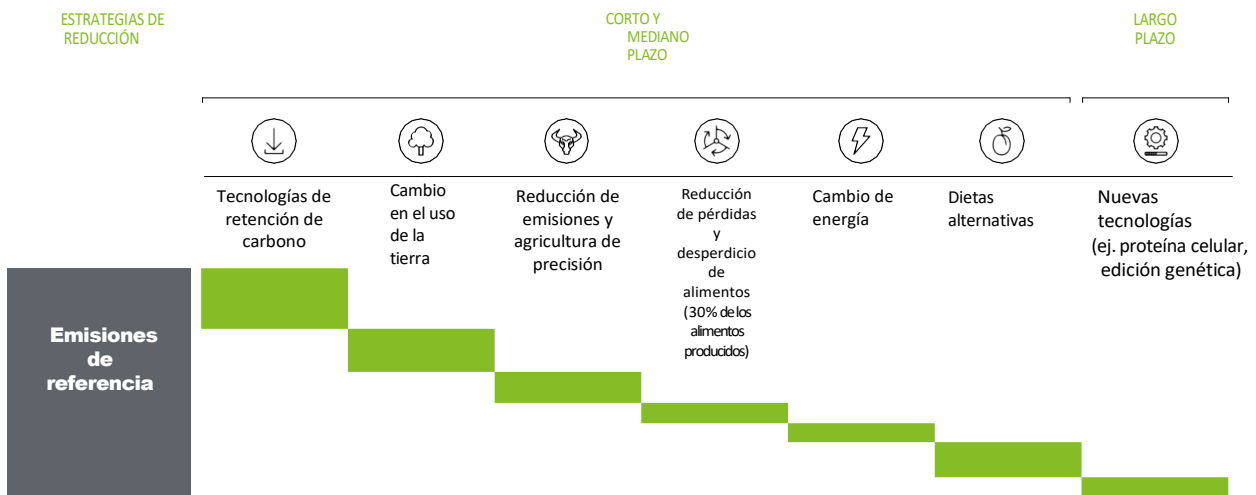 ESTRATEGIAS DE
REDUCCIÓN
CORTO Y
MEDIANO
PLAZO
LARGO
PLAZO
Tecnologías de
retención de
carbono
Cambio
en el uso
de la
tierra
Reducción de
emisiones y
agricultura de
precisión
Reducción
de pérdidas
y
desperdicio
de
alimentos
(30% de los
alimentos
producidos)
Cambio de
energía
Dietas
alternativas
Nuevas
tecnologías
(ej. proteína celular,
edición genética)
Emisiones
de
referencia